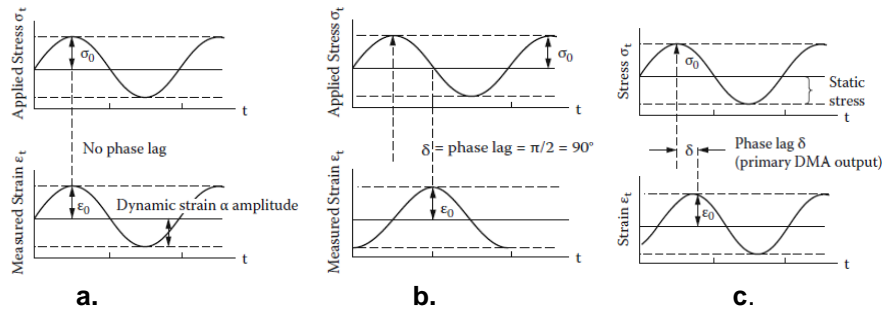 Applied Stress σt
σ0
t
No phase lag
Measured Strain εt
ε0
Dynamic strain α amplitude
t
a.
Applied Stress σt
σ0
t
δ = phase lag = π/2 = 90°
Measured Strain εt
ε0
t
b.
Stress σt
σ0
Static
stress
t
δ
Phase lag δ
(primary DMA output)
Strain εt
ε0
t
c.